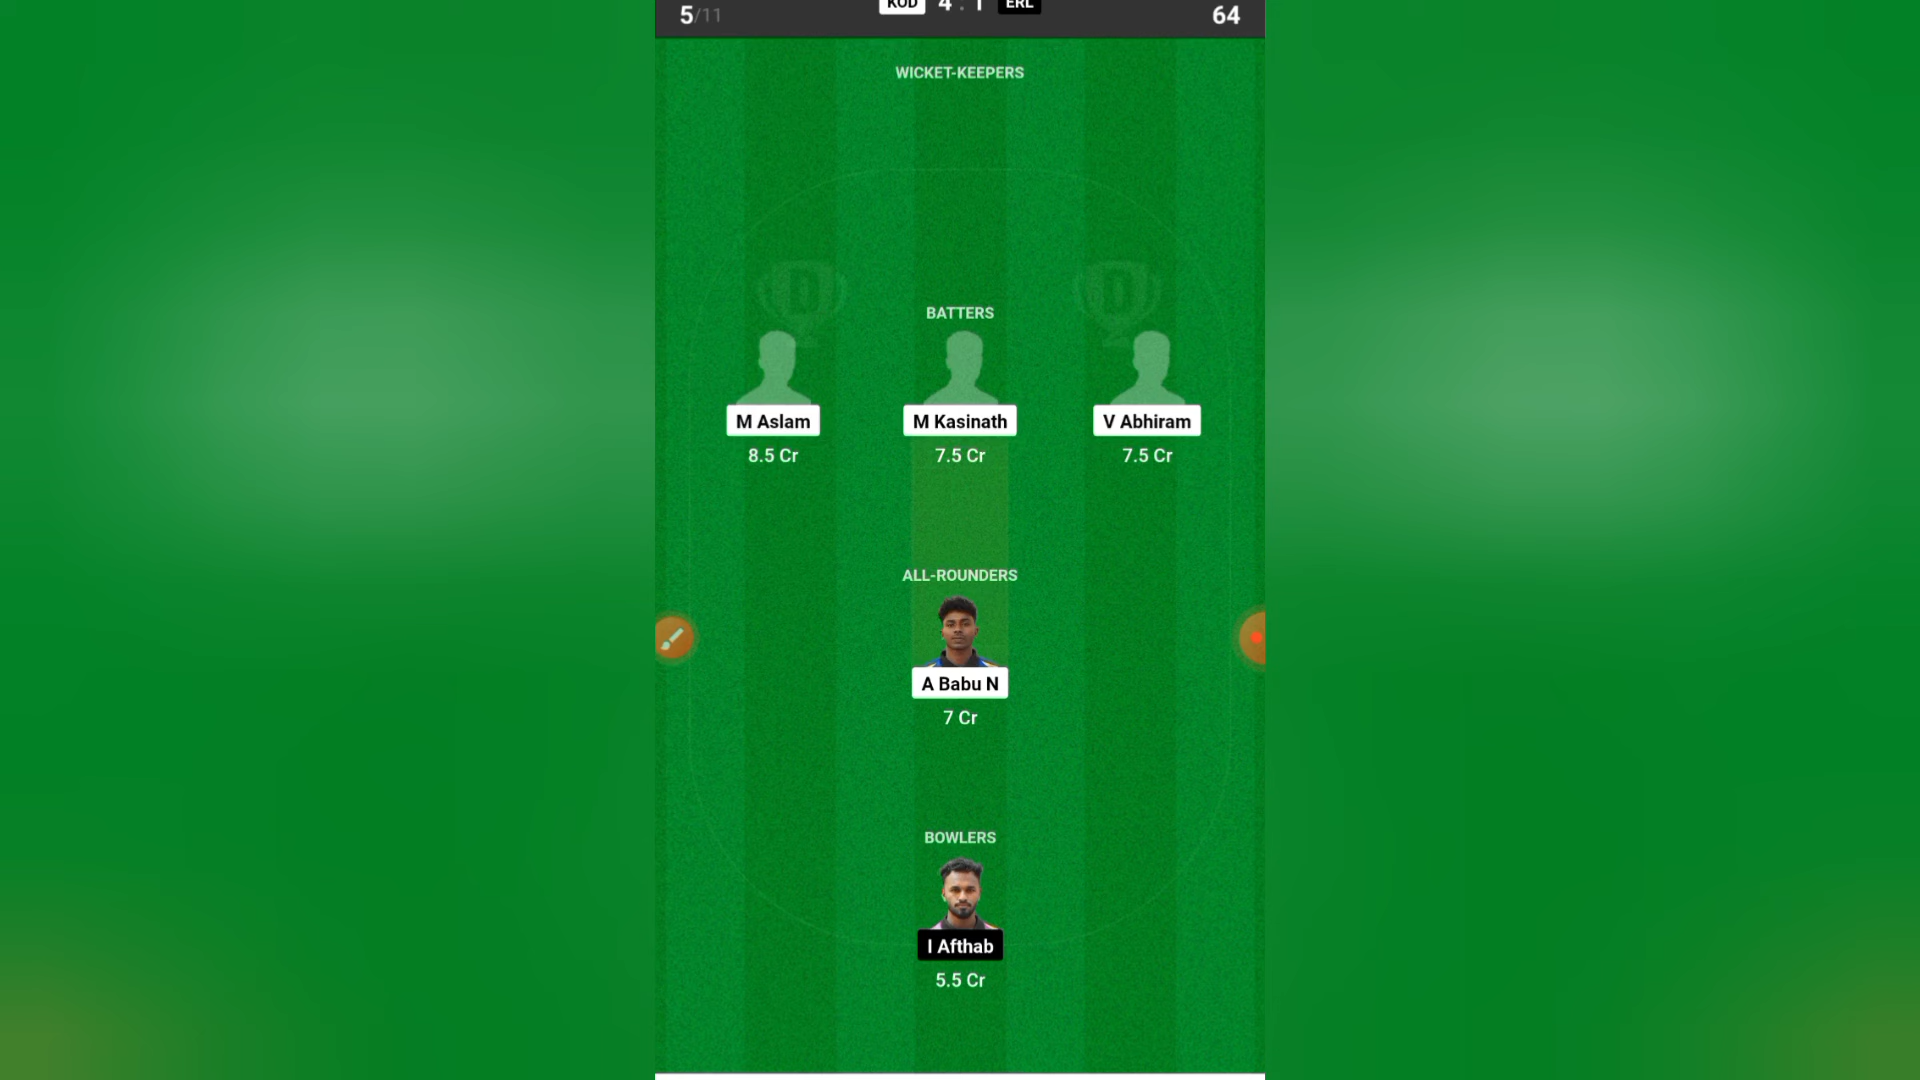 KOD 4 : 1 ERL
5/11 64
WICKET-KEEPERS
BATTERS
M Aslam M Kasinath V Abhiram
8.5 Cr 7.5 Cr 7.5 Cr
ALL-ROUNDERS
A Babu N
7 Cr
BOWLERS
I Afthab
5.5 Cr